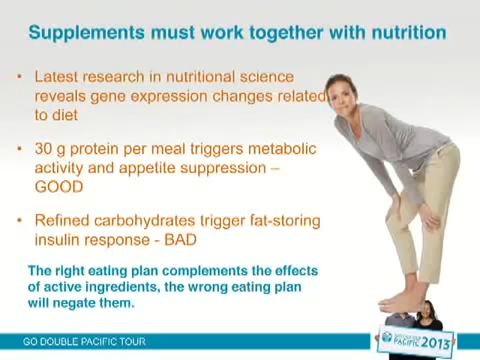 Supplements must work together with nutrition
• Latest research in nutritional science
reveals gene expression changes related
to diet
• 30 g protein per meal triggers metabolic
activity and appetite suppression –
GOOD
• Refined carbohydrates trigger fat-storing
insulin response - BAD
The right eating plan complements the effects
of active ingredients, the wrong eating plan
will negate them.
GO DOUBLE PACIFIC TOUR
PACIFIC 2013